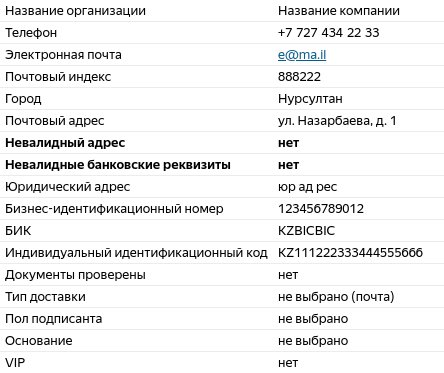 Название организации Название компании
Телефон +7 727 434 22 33
Электронная почта e@ma.il
Почтовый индекс 888222
Город Нурсултан
Почтовый адрес ул. Назарбаева, д. 1
Невалидный адрес нет
Невалидные банковские реквизиты нет
Юридический адрес юр ад рес
Бизнес-идентификационный номер 123456789012
БИК KZBICBIC
Индивидуальный идентификационный код KZ111222333444555666
Документы проверены нет
Тип доставки не выбрано (почта)
Пол подписанта не выбрано
Основание не выбрано
VIP нет